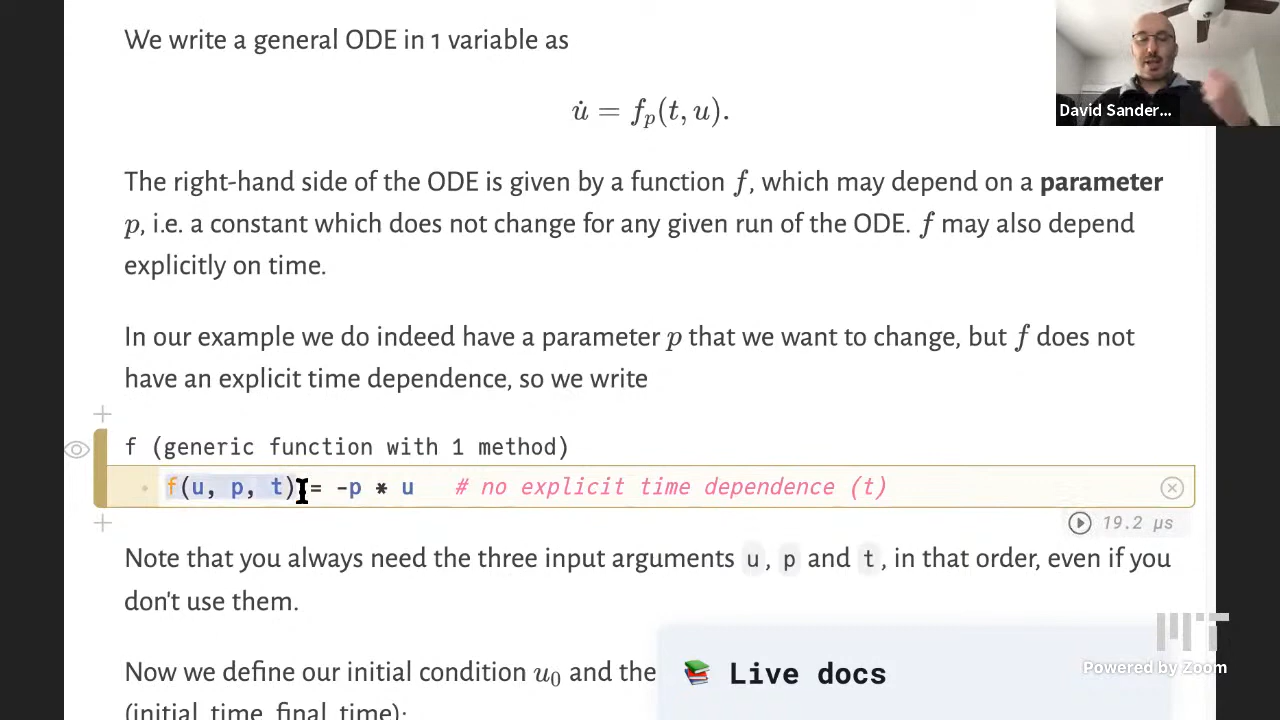 We write a general ODE in 1 variable as
u̇ = fₚ(t, u).
The right-hand side of the ODE is given by a function f, which may depend on a parameter
p, i.e. a constant which does not change for any given run of the ODE. f may also depend
explicitly on time.
In our example we do indeed have a parameter p that we want to change, but f does not
have an explicit time dependence, so we write
f (generic function with 1 method)
f(u, p, t) = -p * u # no explicit time dependence (t)
19.2 μs
Note that you always need the three input arguments u, p and t, in that order, even if you
don't use them.
Now we define our initial condition u₀ and the
(initial_time, final_time):
Live docs
David Sander...
MIT
Powered by Zoom